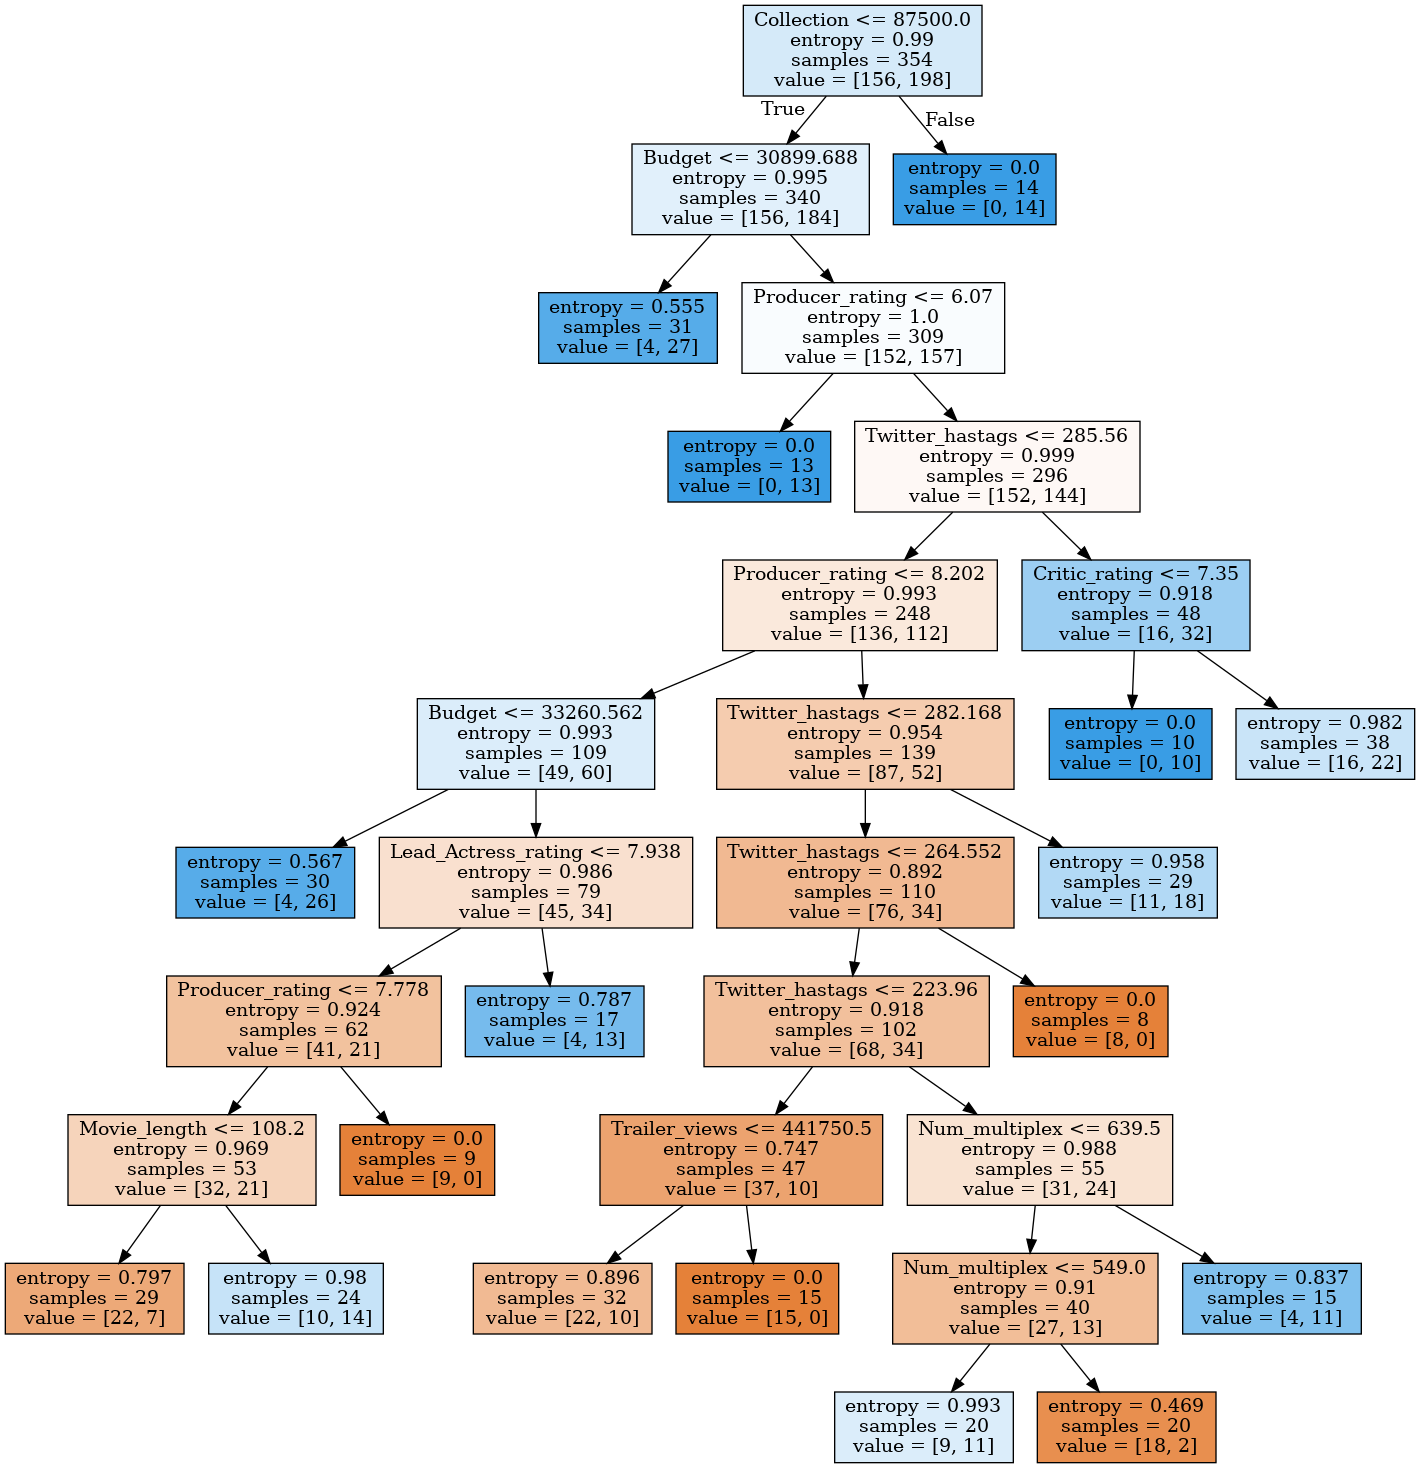 Collection <= 87500.0
entropy = 0.99
samples = 354
value = [156, 198]
True
False
Budget <= 30899.688
entropy = 0.995
samples = 340
value = [156, 184]
entropy = 0.0
samples = 14
value = [0, 14]
entropy = 0.555
samples = 31
value = [4, 27]
Producer_rating <= 6.07
entropy = 1.0
samples = 309
value = [152, 157]
entropy = 0.0
samples = 13
value = [0, 13]
Twitter_hastags <= 285.56
entropy = 0.999
samples = 296
value = [152, 144]
Producer_rating <= 8.202
entropy = 0.993
samples = 248
value = [136, 112]
Critic_rating <= 7.35
entropy = 0.918
samples = 48
value = [16, 32]
Budget <= 33260.562
entropy = 0.993
samples = 109
value = [49, 60]
Twitter_hastags <= 282.168
entropy = 0.954
samples = 139
value = [87, 52]
entropy = 0.0
samples = 10
value = [0, 10]
entropy = 0.982
samples = 38
value = [16, 22]
entropy = 0.567
samples = 30
value = [4, 26]
Lead_Actress_rating <= 7.938
entropy = 0.986
samples = 79
value = [45, 34]
Twitter_hastags <= 264.552
entropy = 0.892
samples = 110
value = [76, 34]
entropy = 0.958
samples = 29
value = [11, 18]
Producer_rating <= 7.778
entropy = 0.924
samples = 62
value = [41, 21]
entropy = 0.787
samples = 17
value = [4, 13]
Twitter_hastags <= 223.96
entropy = 0.918
samples = 102
value = [68, 34]
entropy = 0.0
samples = 8
value = [8, 0]
Movie_length <= 108.2
entropy = 0.969
samples = 53
value = [32, 21]
entropy = 0.0
samples = 9
value = [9, 0]
Trailer_views <= 441750.5
entropy = 0.747
samples = 47
value = [37, 10]
Num_multiplex <= 639.5
entropy = 0.988
samples = 55
value = [31, 24]
entropy = 0.797
samples = 29
value = [22, 7]
entropy = 0.98
samples = 24
value = [10, 14]
entropy = 0.896
samples = 32
value = [22, 10]
entropy = 0.0
samples = 15
value = [15, 0]
Num_multiplex <= 549.0
entropy = 0.91
samples = 40
value = [27, 13]
entropy = 0.837
samples = 15
value = [4, 11]
entropy = 0.993
samples = 20
value = [9, 11]
entropy = 0.469
samples = 20
value = [18, 2]